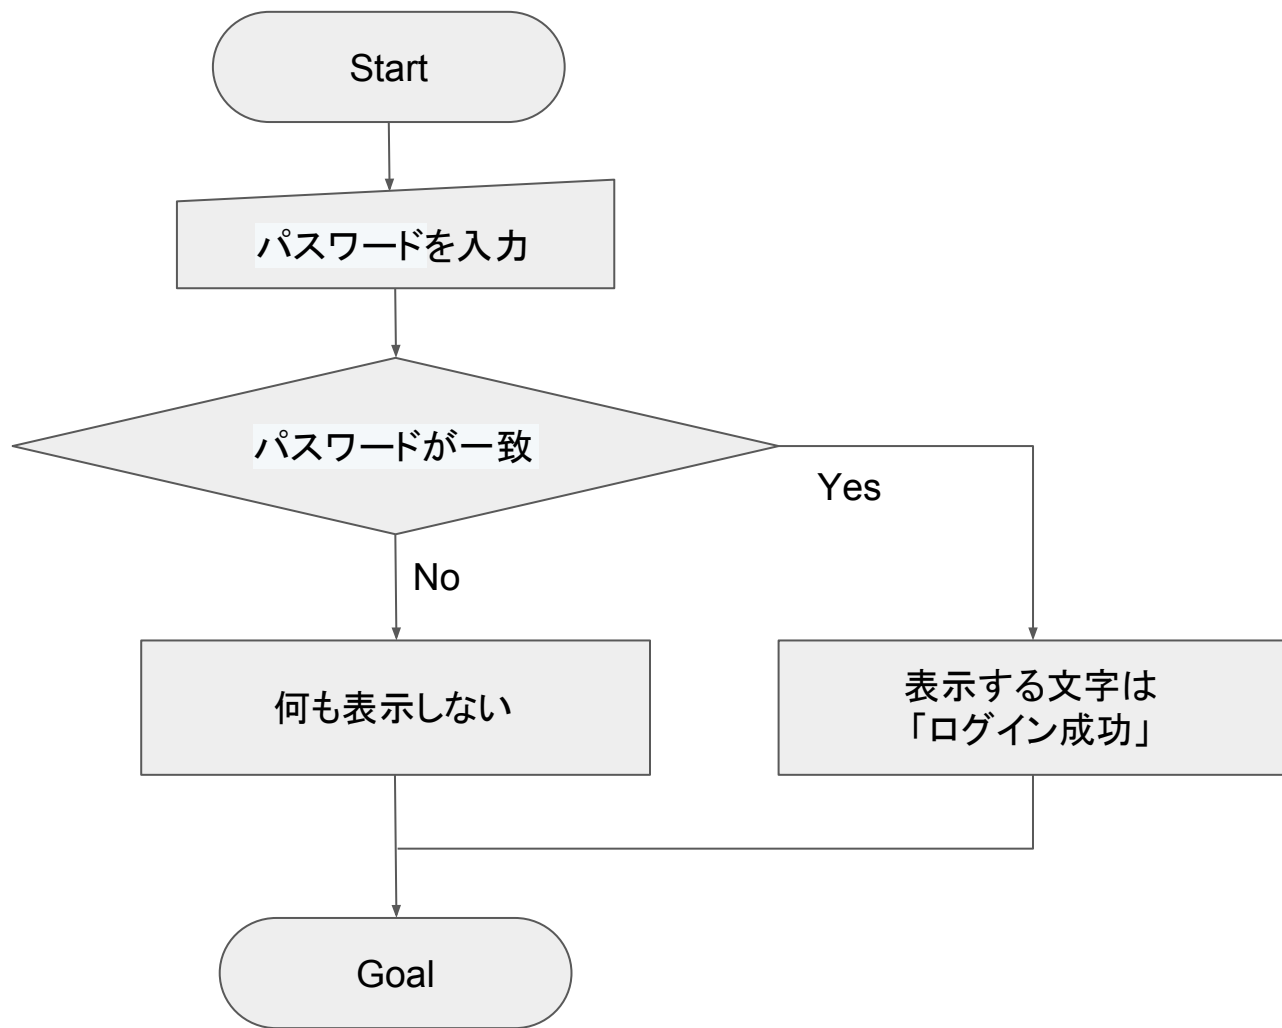 Start
パスワードを入力
パスワードが一致
Yes
No
何も表示しない
表示する文字は
「ログイン成功」
Goal